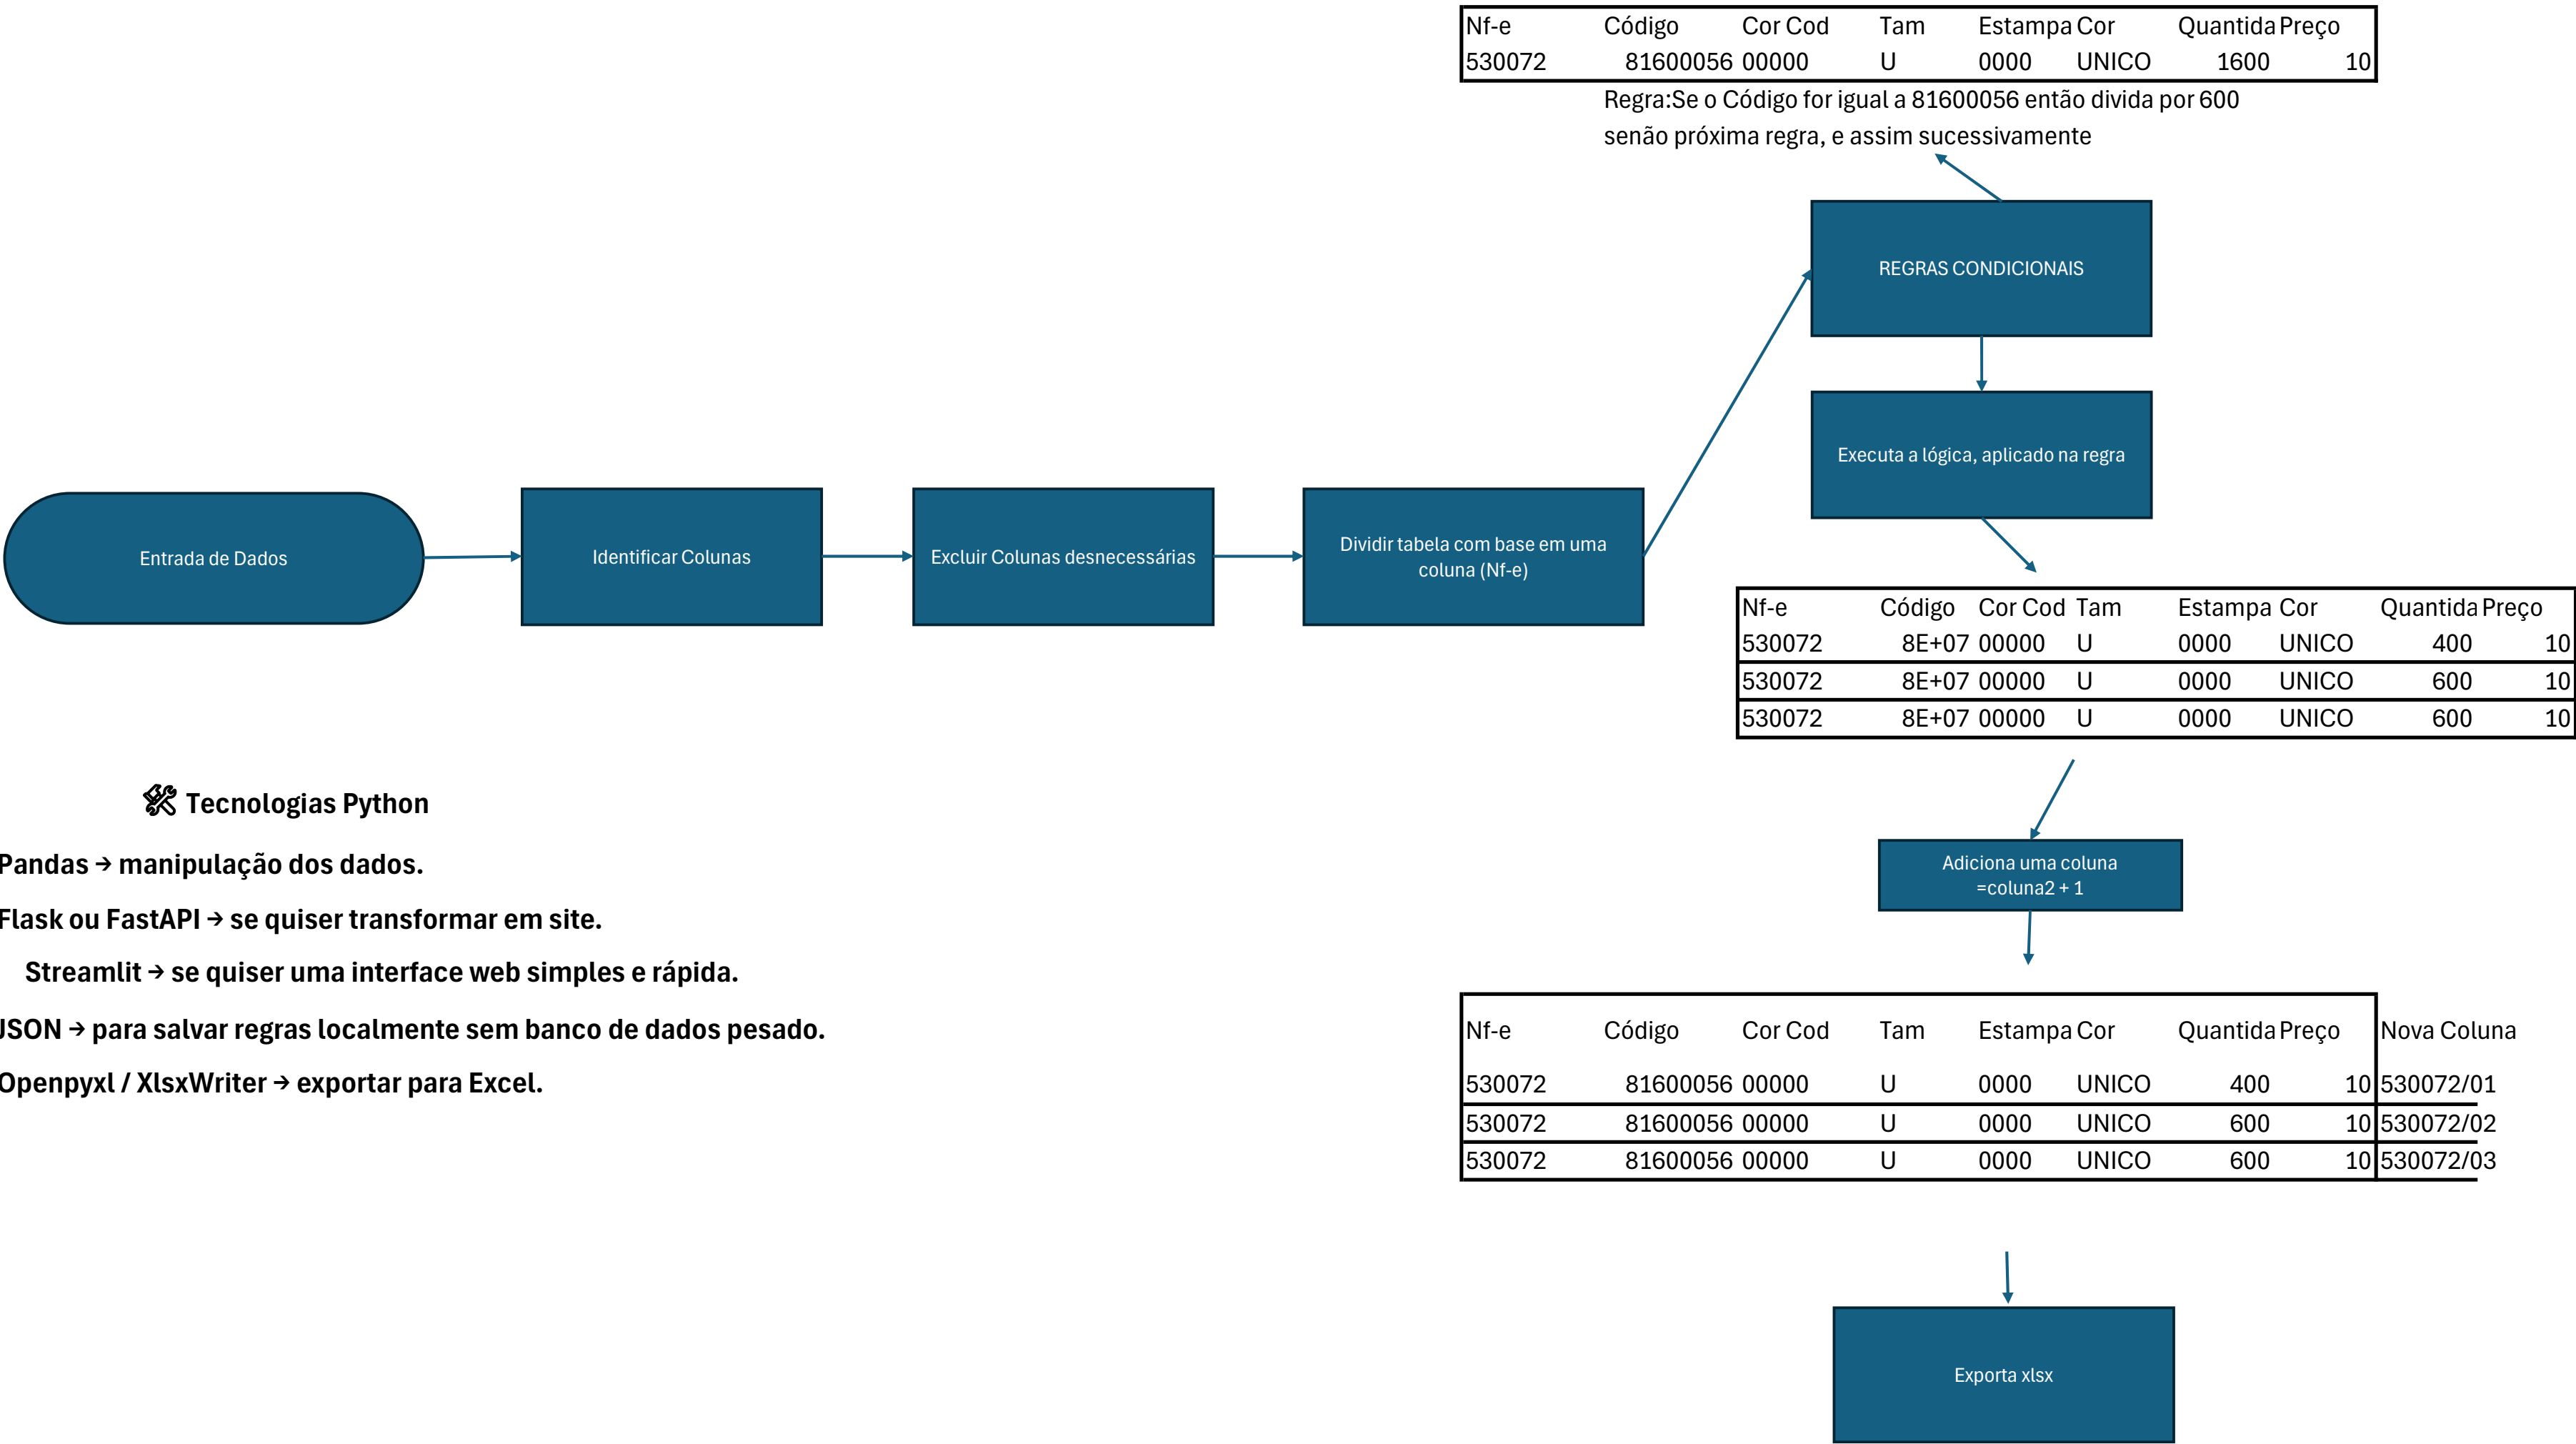 Nf-e Código Cor Cod Tam Estampa Cor Quantida Preço
530072 81600056 00000 U 0000 UNICO 1600 10
Regra:Se o Código for igual a 81600056 então divida por 600
senão próxima regra, e assim sucessivamente
REGRAS CONDICIONAIS
Executa a lógica, aplicado na regra
Entrada de Dados
Identificar Colunas
Excluir Colunas desnecessárias
Dividir tabela com base em uma
coluna (Nf-e)
Nf-e Código Cor Cod Tam Estampa Cor Quantida Preço
530072 8E+07 00000 U 0000 UNICO 400 10
530072 8E+07 00000 U 0000 UNICO 600 10
530072 8E+07 00000 U 0000 UNICO 600 10
🛠 Tecnologias Python
Pandas → manipulação dos dados.
Flask ou FastAPI → se quiser transformar em site.
Streamlit → se quiser uma interface web simples e rápida.
JSON → para salvar regras localmente sem banco de dados pesado.
Openpyxl / XlsxWriter → exportar para Excel.
Adiciona uma coluna
=coluna2 + 1
Nf-e Código Cor Cod Tam Estampa Cor Quantida Preço Nova Coluna
530072 81600056 00000 U 0000 UNICO 400 10 530072/01
530072 81600056 00000 U 0000 UNICO 600 10 530072/02
530072 81600056 00000 U 0000 UNICO 600 10 530072/03
Exporta xlsx